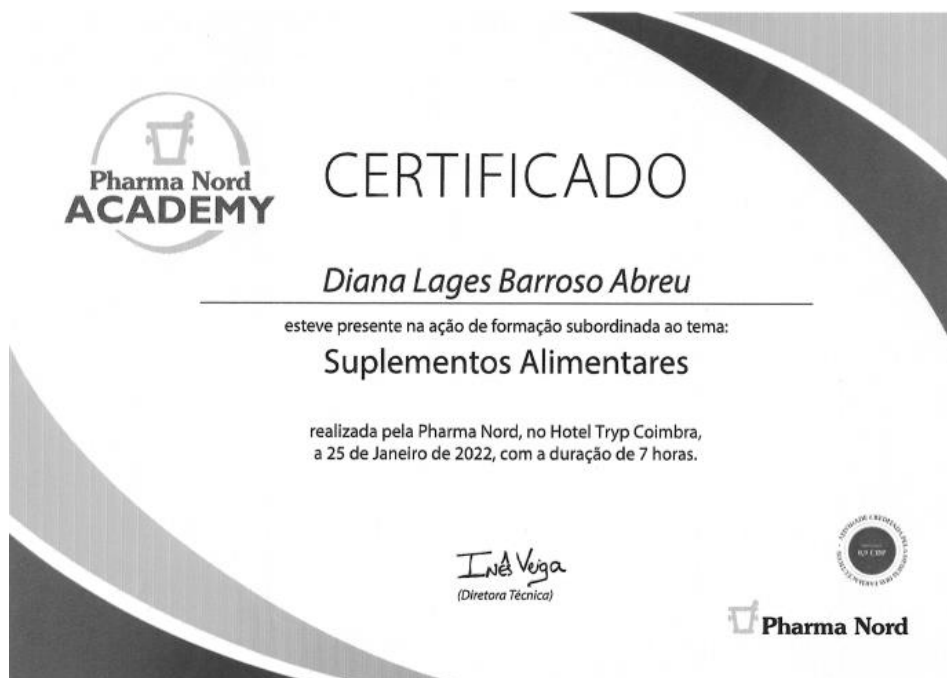 Pharma Nord
ACADEMY
CERTIFICADO
Diana Lages Barroso Abreu
esteve presente na ação de formação subordinada ao tema:
Suplementos Alimentares
realizada pela Pharma Nord, no Hotel Tryp Coimbra,
a 25 de Janeiro de 2022, com a duração de 7 horas.
Inês Veiga
(Diretora Técnica)
Pharma Nord